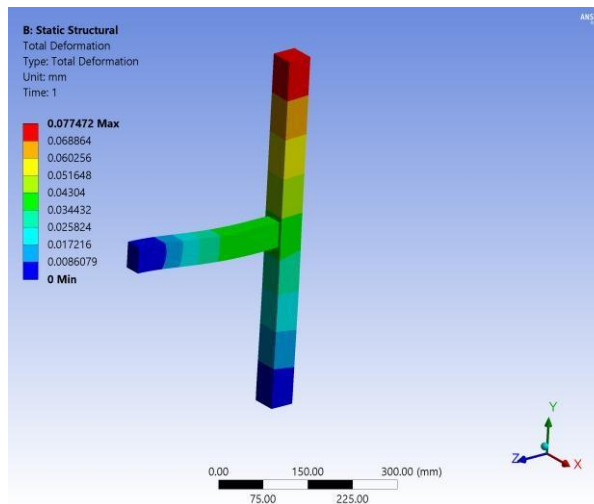 B: Static Structural
Total Deformation
Type: Total Deformation
Unit: mm
Time: 1
0.077472 Max
0.068864
0.060256
0.051648
0.04304
0.034432
0.025824
0.017216
0.0086079
0 Min
ANS
Y
Z
X
0.00 150.00 300.00 (mm)
75.00 225.00